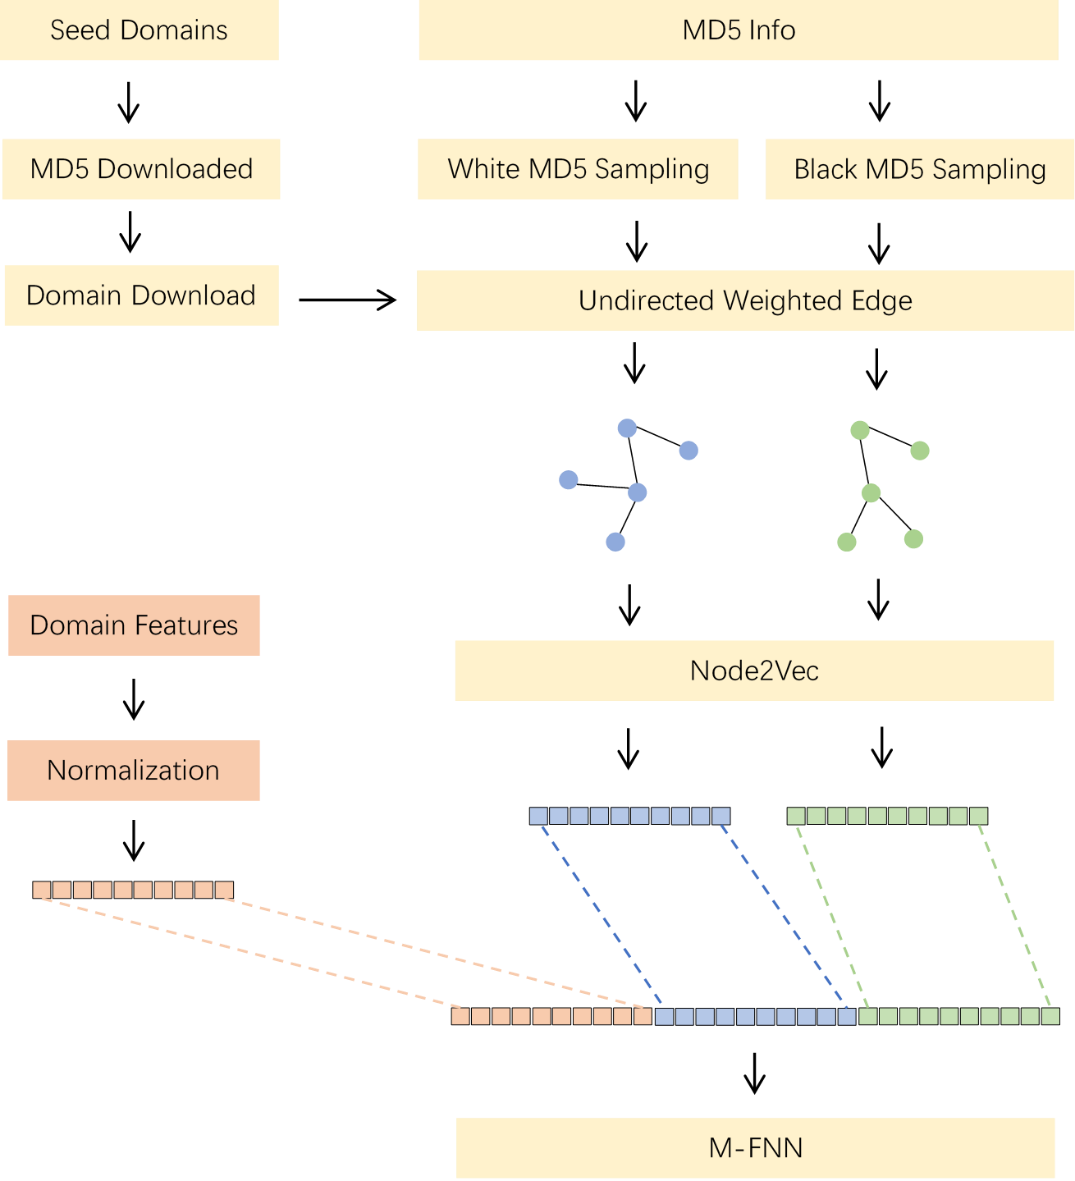 Seed Domains
MD5 Info
MD5 Downloaded
White MD5 Sampling
Black MD5 Sampling
Domain Download
Undirected Weighted Edge
Domain Features
Node2Vec
Normalization
M-FNN